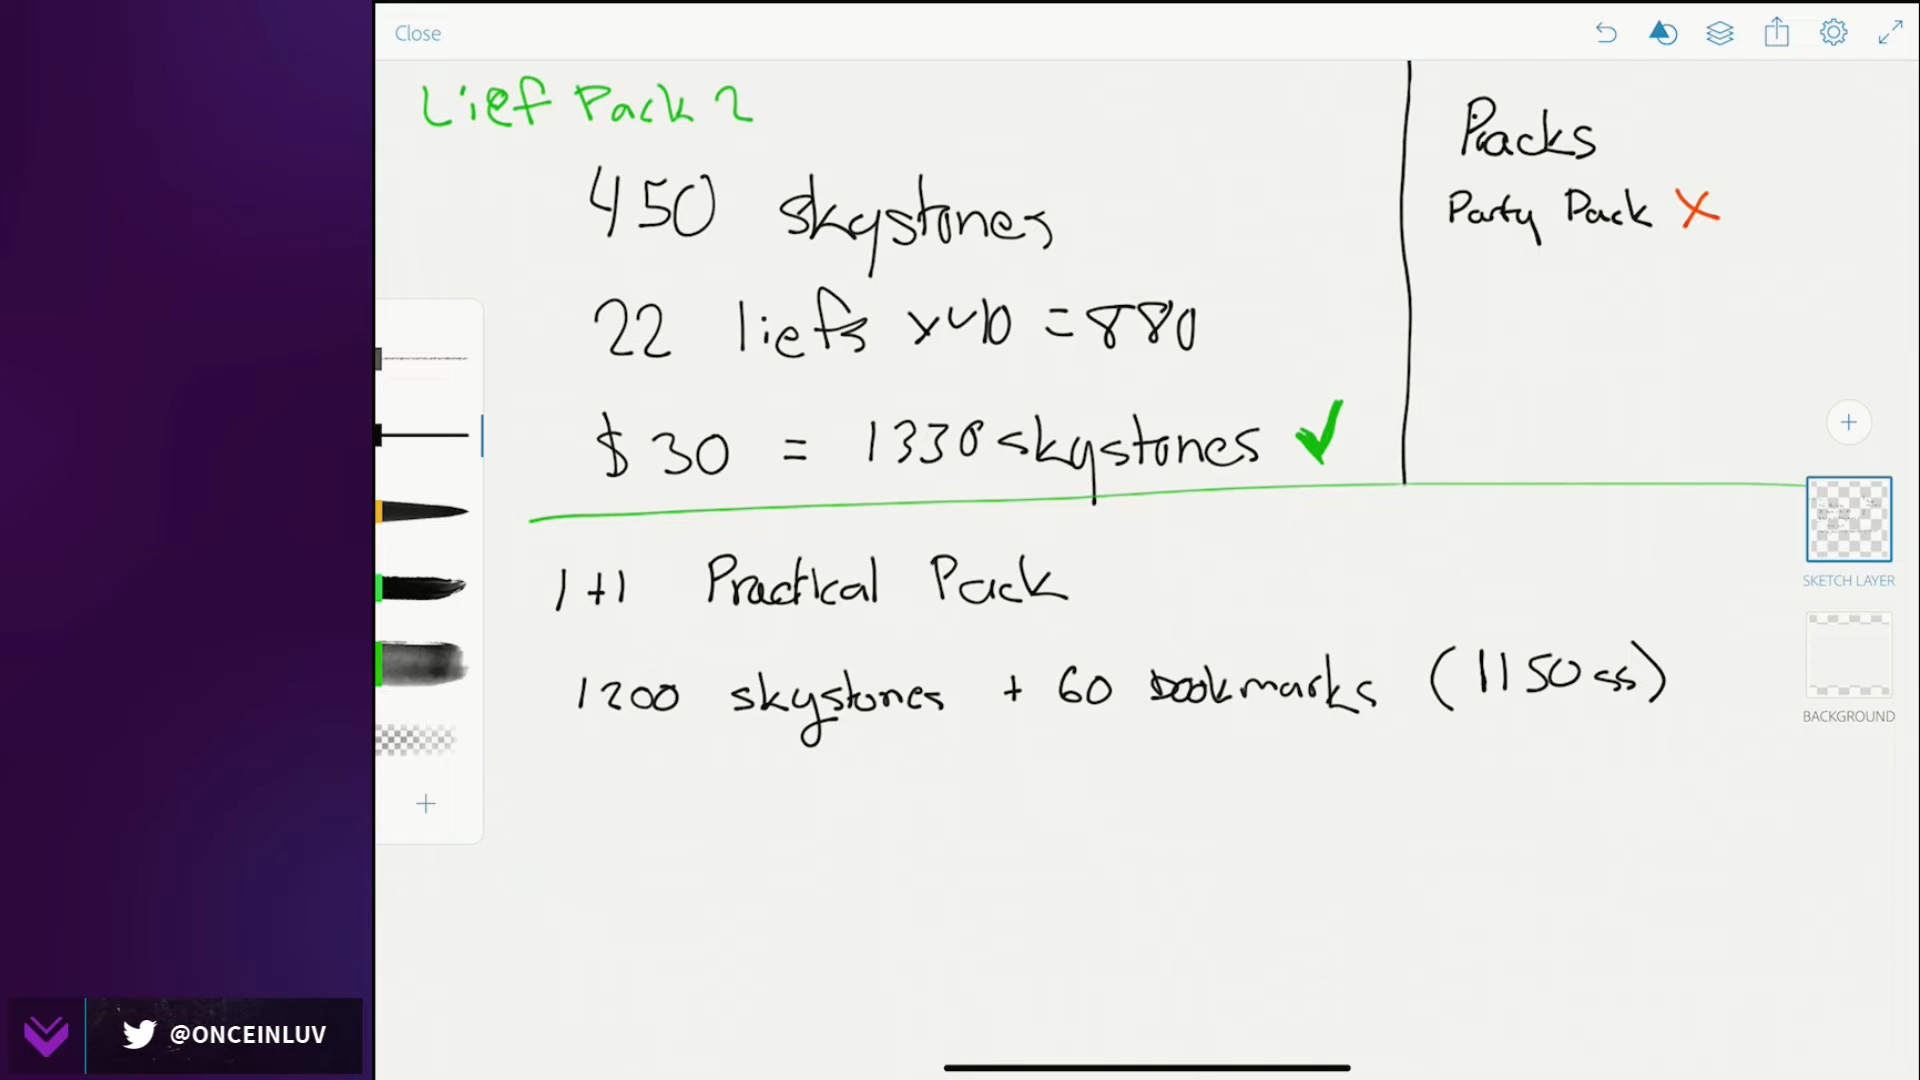 Close
Lief Pack 2
450 skystones
22 liefs x40 = 880
$30 = 1330 skystones ✓
Packs
Party Pack X
1+1 Practical Pack
1200 skystones + 60 bookmarks (1150 ss)
SKETCH LAYER
BACKGROUND
@ONCEINLUV